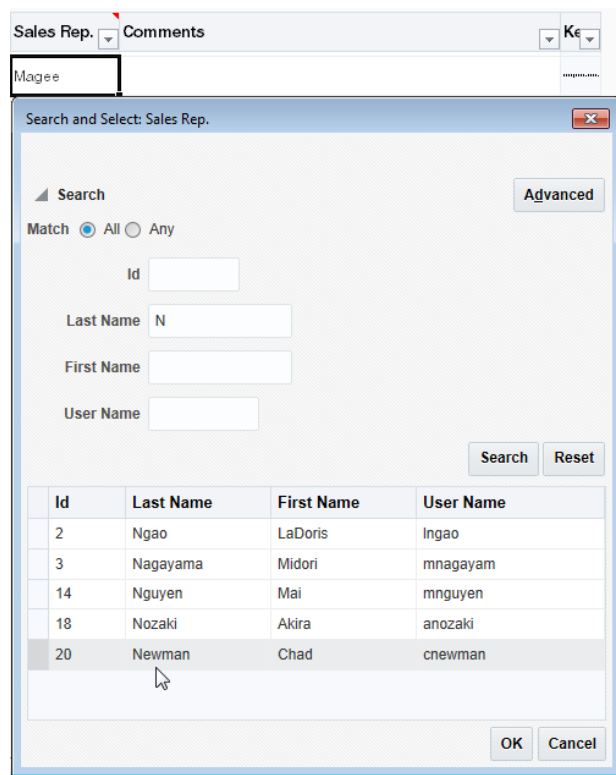 Sales Rep. Comments Ke
Magee
Search and Select: Sales Rep.
Search Advanced
Match All Any
Id
Last Name N
First Name
User Name
Search Reset
Id Last Name First Name User Name
2 Ngao LaDoris lngao
3 Nagayama Midori mnagayam
14 Nguyen Mai mnguyen
18 Nozaki Akira anozaki
20 Newman Chad cnewman
OK Cancel